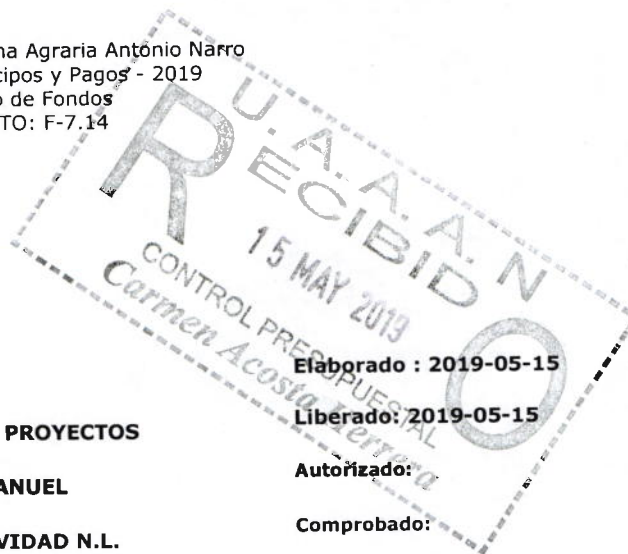 na Agraria Antonio Narro
cipos y Pagos - 2019
o de Fondos
TO: F-7.14
U. A. A. A. N
RECIBIDO
15 MAY 2019
CONTROL PRESUPUESTAL
Carmen Acosta Herrera
Elaborado : 2019-05-15
Liberado: 2019-05-15
PROYECTOS
Autorizado:
ANUEL
Comprobado:
VIDAD N.L.